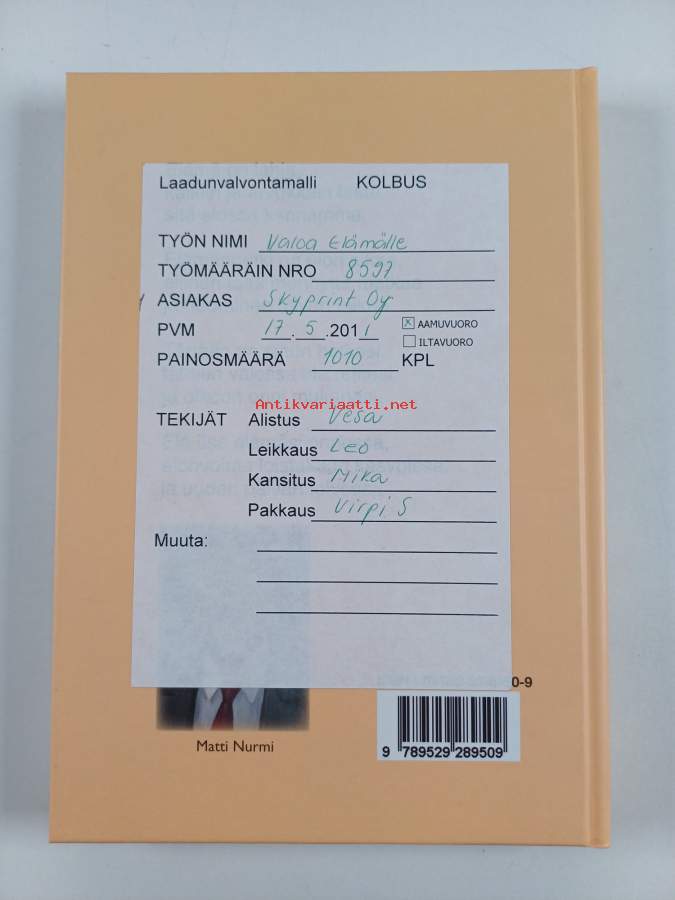 Laadunvalvontamalli KOLBUS
TYÖN NIMI Valoa Elämälle
TYÖMÄÄRÄIN NRO 8597
ASIAKAS Skyprint Oy
PVM 17.5.2011 x AAMUVUORO
ILTAVUORO
PAINOSMÄÄRÄ 1010 KPL
Antikvariaatti.net
TEKIJÄT Alistus Vesa
Leikkaus Leo
Kansitus Mika
Pakkaus Virpi S
Muuta:
0-9
9 789529 289509
Matti Nurmi